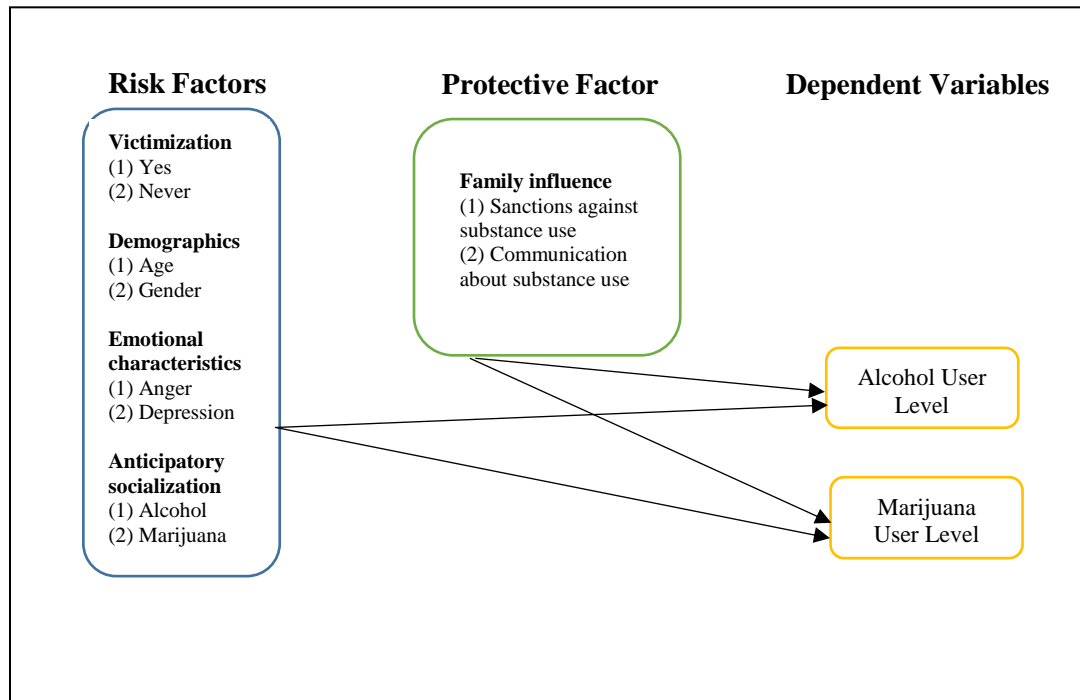 Risk Factors
Victimization
(1) Yes
(2) Never
Demographics
(1) Age
(2) Gender
Emotional
characteristics
(1) Anger
(2) Depression
Anticipatory
socialization
(1) Alcohol
(2) Marijuana
Protective Factor
Family influence
(1) Sanctions against
substance use
(2) Communication
about substance use
Dependent Variables
Alcohol User
Level
Marijuana
User Level